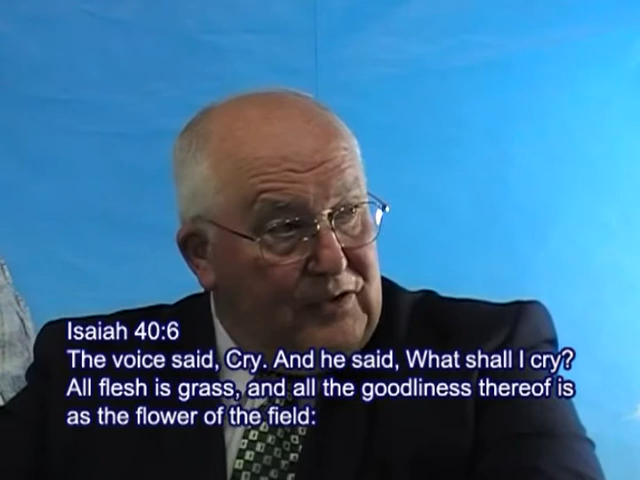 Isaiah 40:6
The voice said, Cry. And he said, What shall I cry?
All flesh is grass, and all the goodliness thereof is
as the flower of the field: